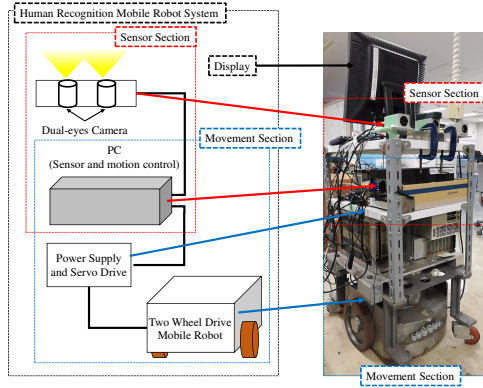 Human Recognition Mobile Robot System
Sensor Section
Dual-eyes Camera
Movement Section
PC
(Sensor and motion control)
Power Supply
and Servo Drive
Two Wheel Drive
Mobile Robot
Display
Sensor Section
Movement Section